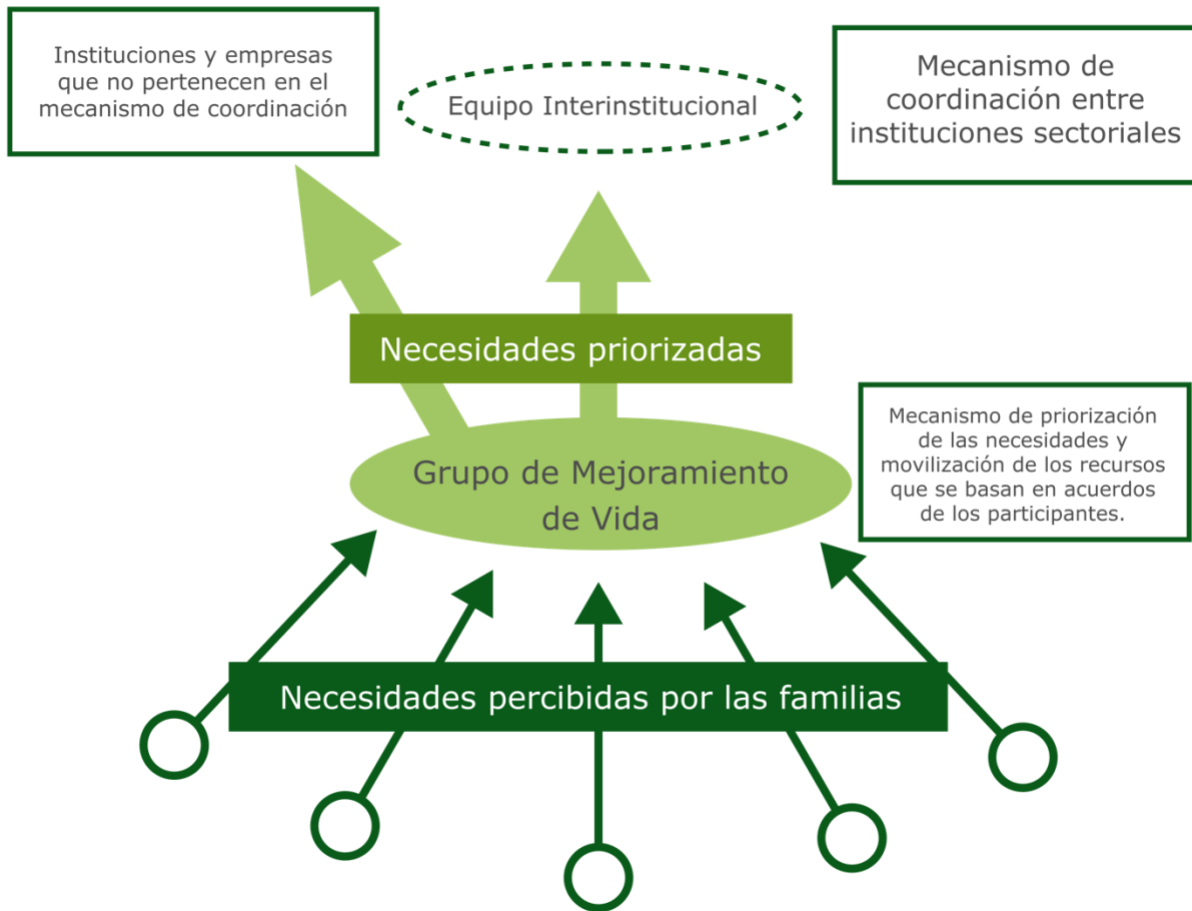 Instituciones y empresas
que no pertenecen en el
mecanismo de coordinación
Equipo Interinstitucional
Mecanismo de
coordinación entre
instituciones sectoriales
Necesidades priorizadas
Grupo de Mejoramiento
de Vida
Mecanismo de priorización
de las necesidades y
movilización de los recursos
que se basan en acuerdos
de los participantes.
Necesidades percibidas por las familias